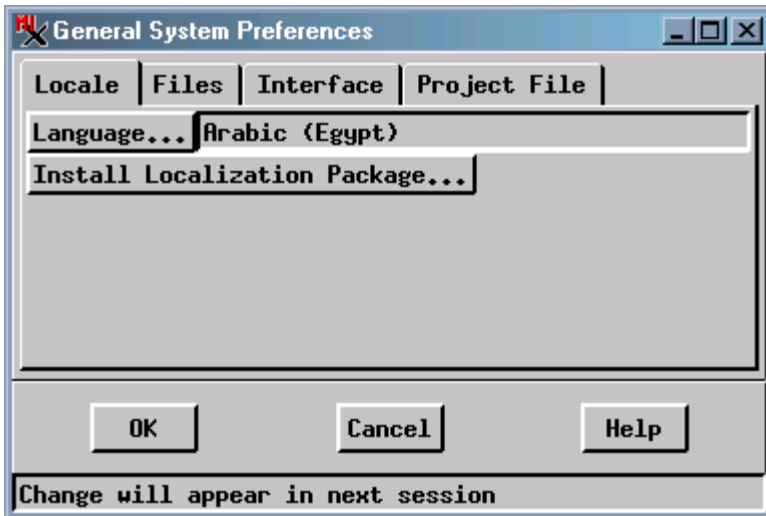 MIX General System Preferences
Locale Files Interface Project File
Language... Arabic (Egypt)
Install Localization Package...
OK Cancel Help
Change will appear in next session